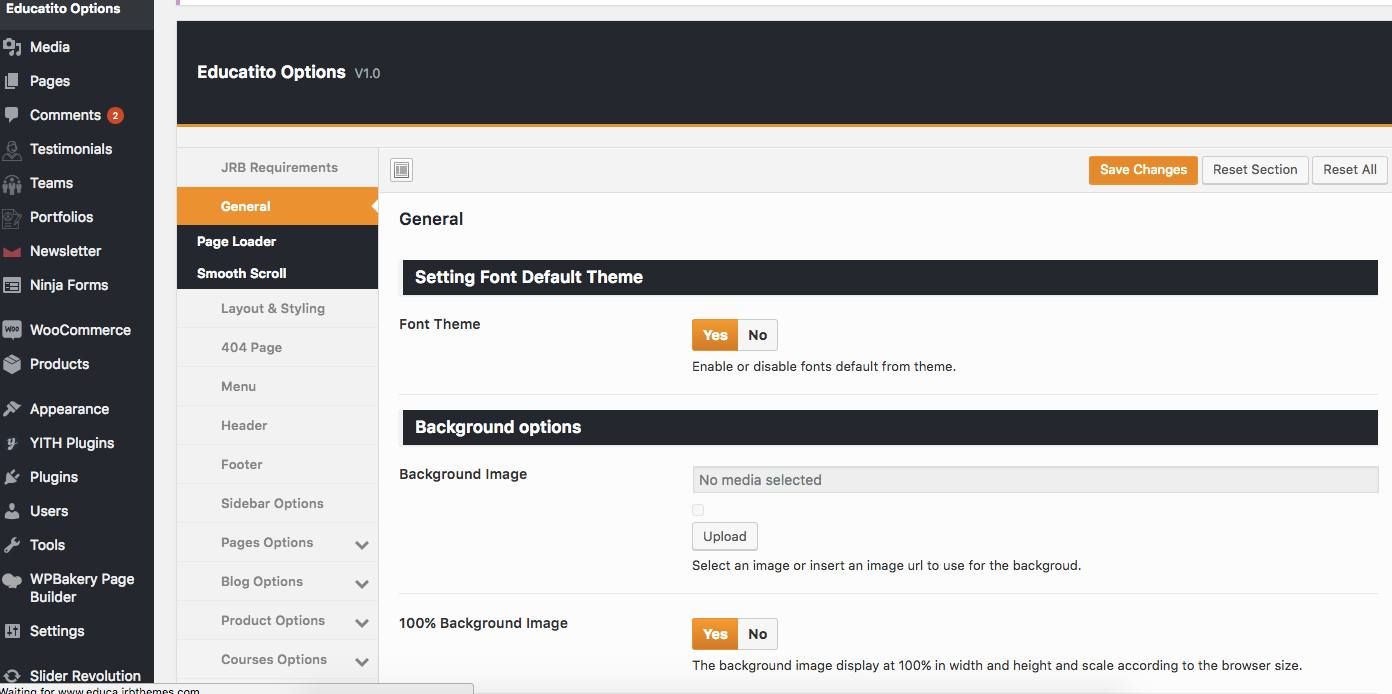 Educatito Options
Media
Pages
Comments 2
Testimonials
Teams
Portfolios
Newsletter
Ninja Forms
WOO WooCommerce
Products
Appearance
YITH Plugins
Plugins
Users
Tools
WPBakery Page
Builder
Settings
Slider Revolution
Waiting for www.educa.jrbthemes.com
Educatito Options V1.0
JRB Requirements
General
Page Loader
Smooth Scroll
Layout & Styling
404 Page
Menu
Header
Footer
Sidebar Options
Pages Options
Blog Options
Product Options
Courses Options
Save Changes Reset Section Reset All
General
Setting Font Default Theme
Font Theme
Yes No
Enable or disable fonts default from theme.
Background options
Background Image
No media selected
Upload
Select an image or insert an image url to use for the backgroud.
100% Background Image
Yes No
The background image display at 100% in width and height and scale according to the browser size.